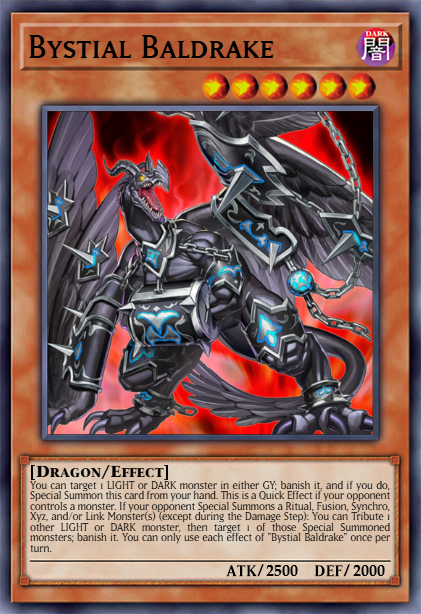 Bystial Baldrake
DARK
闇
[Dragon/Effect]
You can target 1 LIGHT or DARK monster in either GY; banish it, and if you do,
Special Summon this card from your hand. This is a Quick Effect if your opponent
controls a monster. If your opponent Special Summons a Ritual, Fusion, Synchro,
Xyz, and/or Link Monster(s) (except during the Damage Step): You can Tribute 1
other LIGHT or DARK monster, then target 1 of those Special Summoned
monsters; banish it. You can only use each effect of "Bystial Baldrake" once per
turn.
ATK/2500 DEF/2000